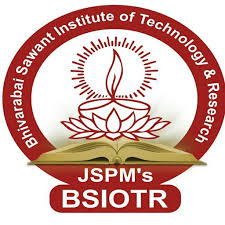 Bhivarabai Sawant Institute of Technology & Research
JSPM's
BSIOTR